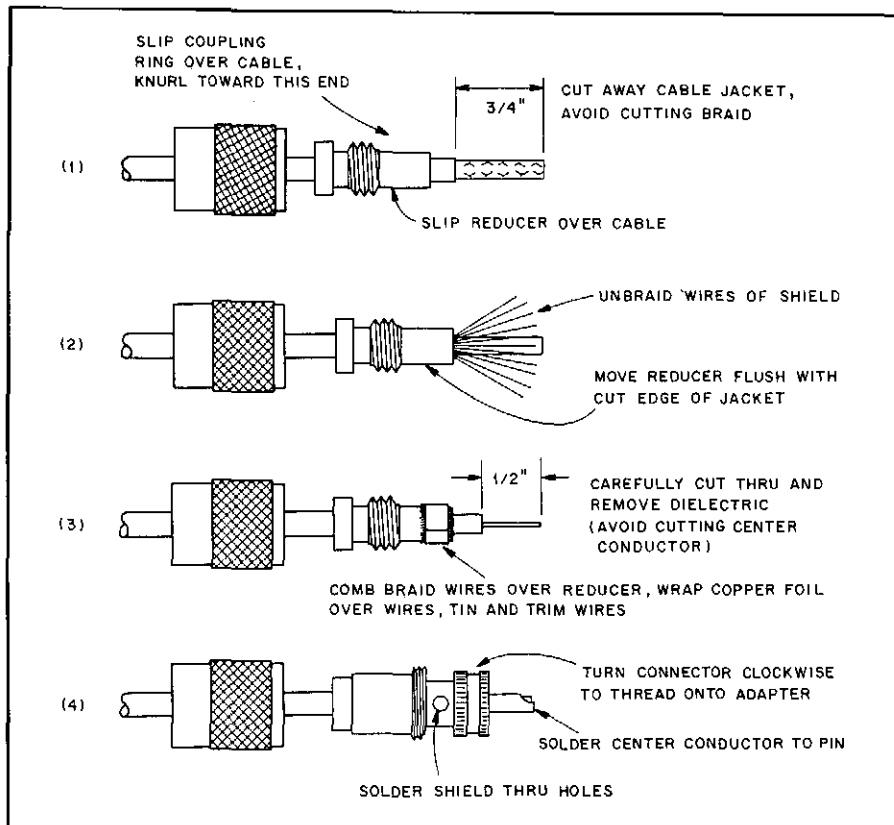 SLIP COUPLING
RING OVER CABLE,
KNURL TOWARD THIS END
3/4"
CUT AWAY CABLE JACKET,
AVOID CUTTING BRAID
(1)
SLIP REDUCER OVER CABLE
UNBRAID WIRES OF SHIELD
(2)
MOVE REDUCER FLUSH WITH
CUT EDGE OF JACKET
1/2"
CAREFULLY CUT THRU AND
REMOVE DIELECTRIC
(AVOID CUTTING CENTER
CONDUCTOR)
(3)
COMB BRAID WIRES OVER REDUCER, WRAP COPPER FOIL
OVER WIRES, TIN AND TRIM WIRES
TURN CONNECTOR CLOCKWISE
TO THREAD ONTO ADAPTER
(4)
SOLDER CENTER CONDUCTOR TO PIN
SOLDER SHIELD THRU HOLES